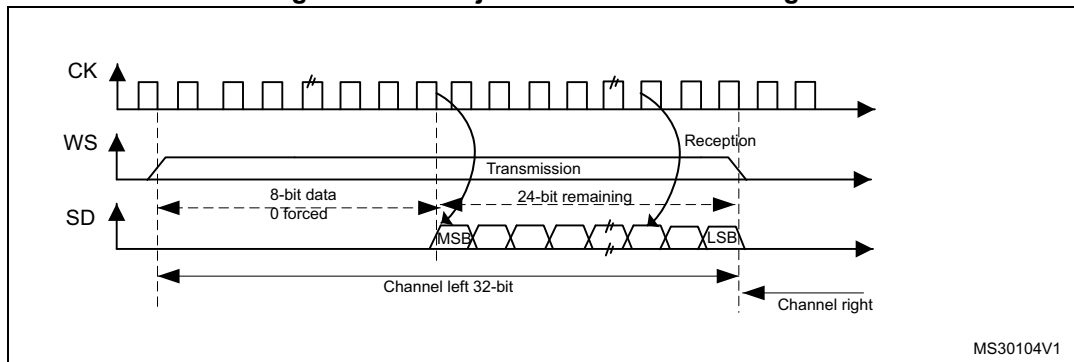 CK
WS
Reception
Transmission
8-bit data
0 forced
24-bit remaining
SD
MSB
LSB
Channel left 32-bit
Channel right
MS30104V1